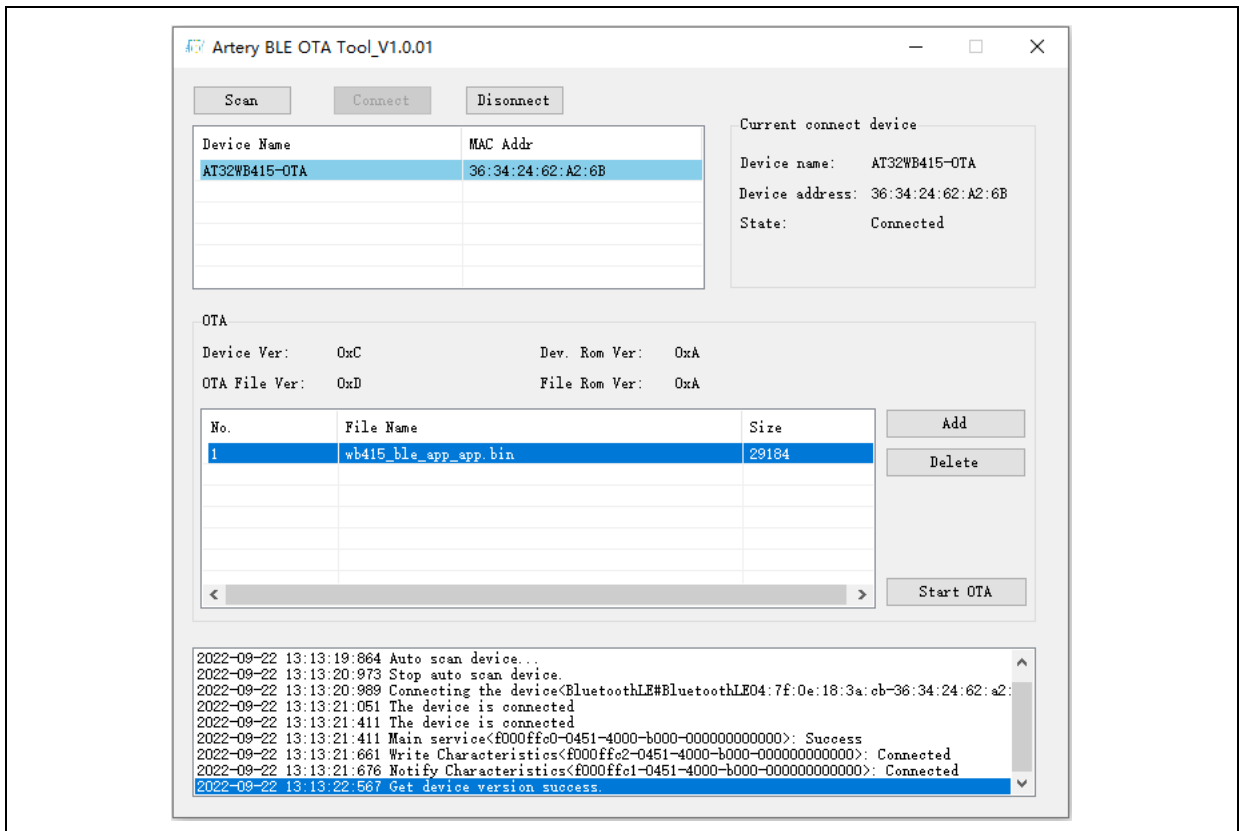 Artery BLE OTA Tool_V1.0.01
Scan Connect Disonnect
Device Name MAC Addr
AT32WB415-OTA 36:34:24:62:A2:6B
Current connect device
Device name: AT32WB415-OTA
Device address: 36:34:24:62:A2:6B
State: Connected
OTA
Device Ver: 0xC Dev. Rom Ver: 0xA
OTA File Ver: 0xD File Rom Ver: 0xA
No. File Name Size
1 wb415_ble_app_app.bin 29184
Add
Delete
Start OTA
2022-09-22 13:13:19:864 Auto scan device...
2022-09-22 13:13:20:973 Stop auto scan device.
2022-09-22 13:13:20:989 Connecting the device<BluetoothLE#BluetoothLE04:7f:0e:18:3a:cb-36:34:24:62:a2:
2022-09-22 13:13:21:051 The device is connected
2022-09-22 13:13:21:411 The device is connected
2022-09-22 13:13:21:411 Main service<f000ffc0-0451-4000-b000-000000000000>: Success
2022-09-22 13:13:21:661 Write Characteristics<f000ffc2-0451-4000-b000-000000000000>: Connected
2022-09-22 13:13:21:676 Notify Characteristics<f000ffc1-0451-4000-b000-000000000000>: Connected
2022-09-22 13:13:22:567 Get device version success.